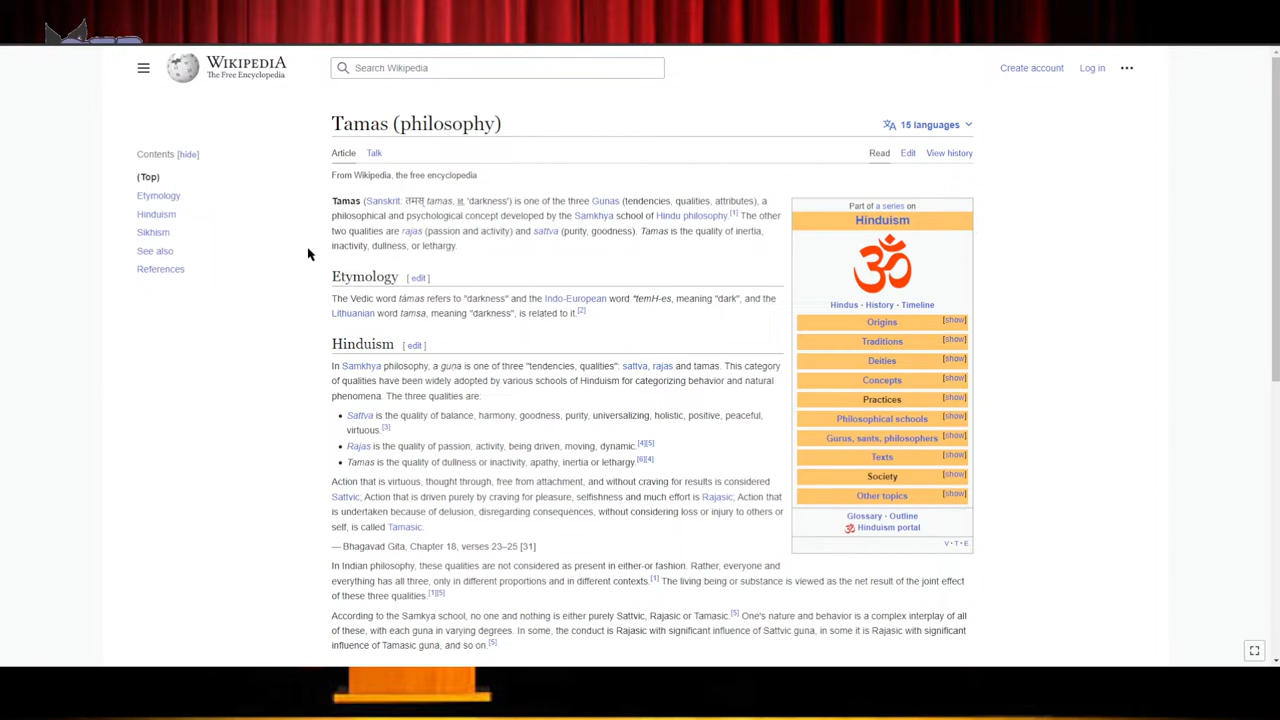 WIKIPEDIA
The Free Encyclopedia
Search Wikipedia
Create account
Log in
Tamas (philosophy)
15 languages
Contents [hide]
(Top)
Etymology
Hinduism
Sikhism
See also
References
Article
Talk
Read
Edit
View history
From Wikipedia, the free encyclopedia
Tamas (Sanskrit: तमस् tamas, lit. 'darkness') is one of the three Gunas (tendencies, qualities, attributes), a
philosophical and psychological concept developed by the Samkhya school of Hindu philosophy.[1] The other
two qualities are rajas (passion and activity) and sattva (purity, goodness). Tamas is the quality of inertia,
inactivity, dullness, or lethargy.
Etymology [ edit ]
The Vedic word támas refers to "darkness" and the Indo-European word *temH-es, meaning "dark", and the
Lithuanian word tamsa, meaning "darkness", is related to it.[2]
Hinduism [ edit ]
In Samkhya philosophy, a guṇa is one of three "tendencies, qualities": sattva, rajas and tamas. This category
of qualities have been widely adopted by various schools of Hinduism for categorizing behavior and natural
phenomena. The three qualities are:
• Sattva is the quality of balance, harmony, goodness, purity, universalizing, holistic, positive, peaceful,
virtuous.[3]
• Rajas is the quality of passion, activity, being driven, moving, dynamic.[4][5]
• Tamas is the quality of dullness or inactivity, apathy, inertia or lethargy.[6][4]
Action that is virtuous, thought through, free from attachment, and without craving for results is considered
Sattvic; Action that is driven purely by craving for pleasure, selfishness and much effort is Rajasic; Action that
is undertaken because of delusion, disregarding consequences, without considering loss or injury to others or
self, is called Tamasic.
— Bhagavad Gita, Chapter 18, verses 23–25 [31]
In Indian philosophy, these qualities are not considered as present in either-or fashion. Rather, everyone and
everything has all three, only in different proportions and in different contexts.[1] The living being or substance is viewed as the net result of the joint effect
of these three qualities.[1][5]
According to the Samkya school, no one and nothing is either purely Sattvic, Rajasic or Tamasic.[5] One's nature and behavior is a complex interplay of all
of these, with each guna in varying degrees. In some, the conduct is Rajasic with significant influence of Sattvic guna, in some it is Rajasic with significant
influence of Tamasic guna, and so on.[5]
Part of a series on
Hinduism
ॐ
Hindus · History · Timeline
Origins [show]
Traditions [show]
Deities [show]
Concepts [show]
Practices [show]
Philosophical schools [show]
Gurus, sants, philosophers [show]
Texts [show]
Society [show]
Other topics [show]
Glossary · Outline
ॐ Hinduism portal
V · T · E